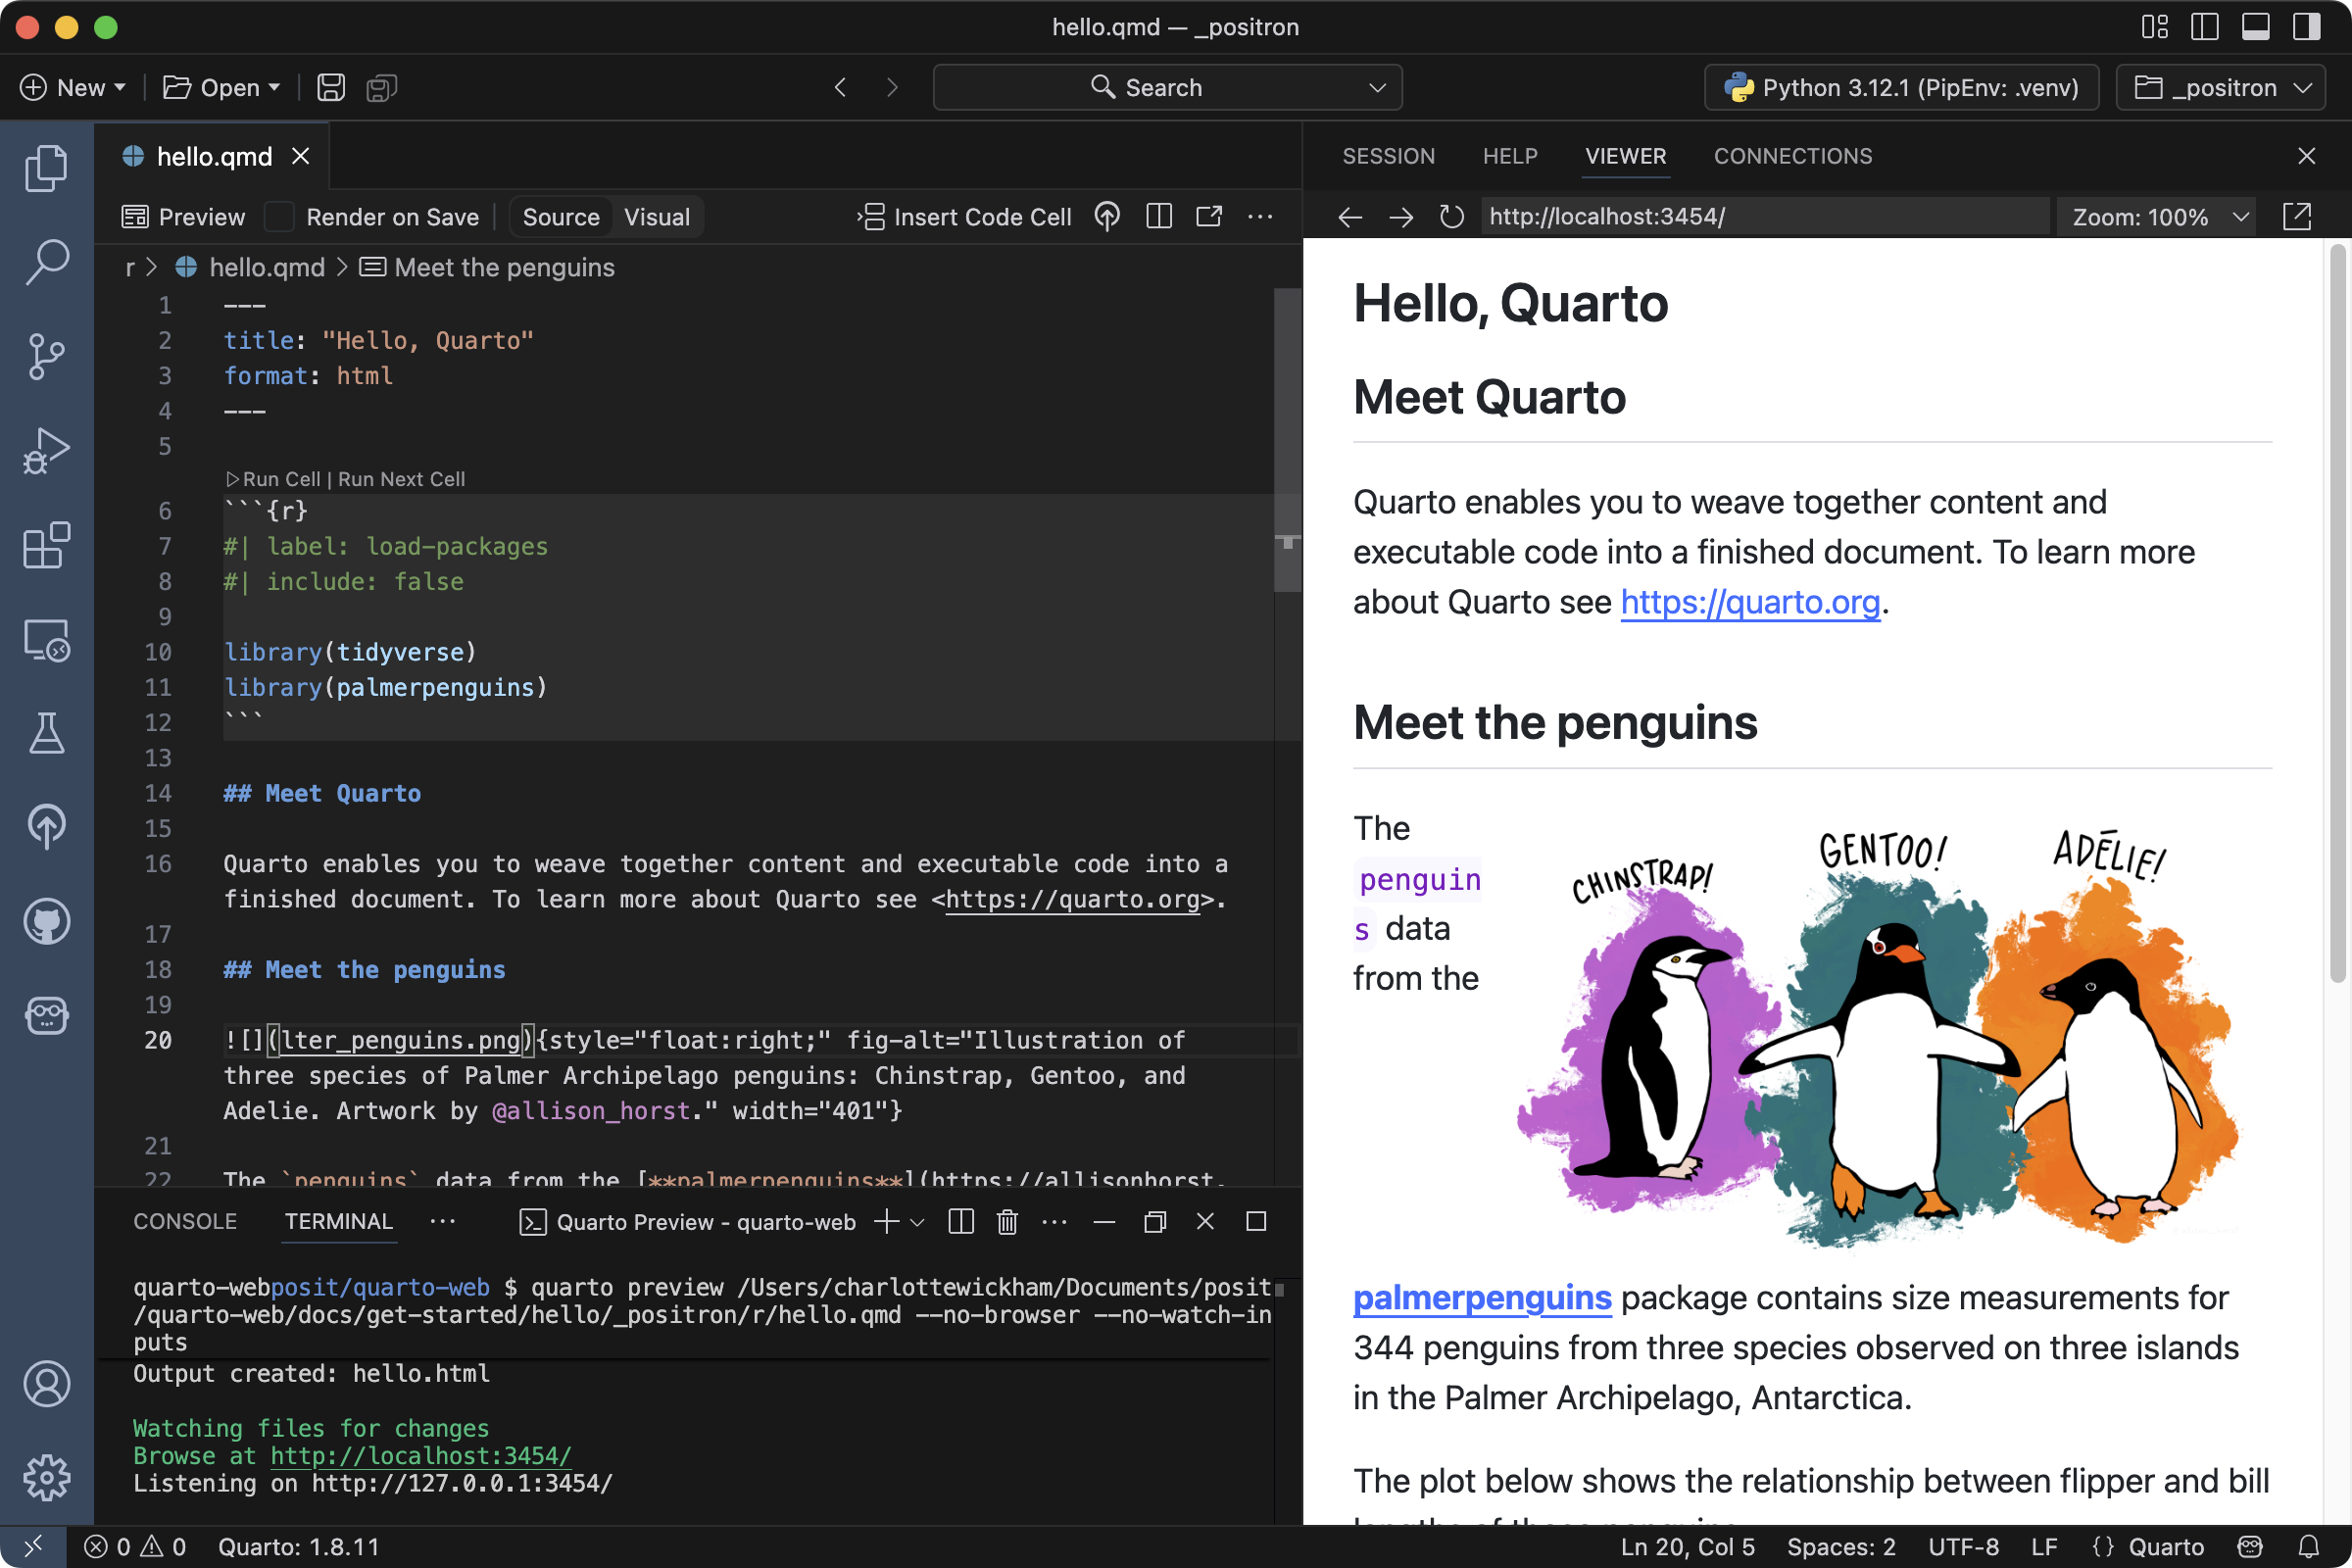 hello.qmd — _positron
New
Open
Search
Python 3.12.1 (PipEnv: .venv)
_positron
hello.qmd
Preview
Render on Save
Source
Visual
Insert Code Cell
r > hello.qmd > Meet the penguins
1 ---
2 title: "Hello, Quarto"
3 format: html
4 ---
5
Run Cell | Run Next Cell
6 ```{r}
7 #| label: load-packages
8 #| include: false
9
10 library(tidyverse)
11 library(palmerpenguins)
12 ```
13
14 ## Meet Quarto
15
16 Quarto enables you to weave together content and executable code into a
finished document. To learn more about Quarto see <https://quarto.org>.
17
18 ## Meet the penguins
19
20 ![](lter_penguins.png){style="float:right;" fig-alt="Illustration of
three species of Palmer Archipelago penguins: Chinstrap, Gentoo, and
Adelie. Artwork by @allison_horst." width="401"}
21
22 The `penguins` data from the [**palmerpenguins**](https://allisonhorst.
CONSOLE
TERMINAL
Quarto Preview - quarto-web
quarto-webposit/quarto-web $ quarto preview /Users/charlottewickham/Documents/posit
/quarto-web/docs/get-started/hello/_positron/r/hello.qmd --no-browser --no-watch-in
puts
Output created: hello.html
Watching files for changes
Browse at http://localhost:3454/
Listening on http://127.0.0.1:3454/
SESSION
HELP
VIEWER
CONNECTIONS
http://localhost:3454/
Zoom: 100%
Hello, Quarto
Meet Quarto
Quarto enables you to weave together content and
executable code into a finished document. To learn more
about Quarto see https://quarto.org.
Meet the penguins
The
penguin
s data
from the
CHINSTRAP!
GENTOO!
ADÉLIE!
palmerpenguins package contains size measurements for
344 penguins from three species observed on three islands
in the Palmer Archipelago, Antarctica.
The plot below shows the relationship between flipper and bill
0
0
Quarto: 1.8.11
Ln 20, Col 5
Spaces: 2
UTF-8
LF
{} Quarto